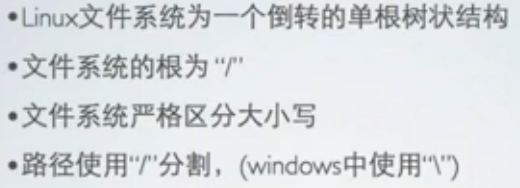 •Linux文件系统为一个倒转的单根树状结构
•文件系统的根为“/”
•文件系统严格区分大小写
•路径使用“/”分割，(windows中使用“\”)